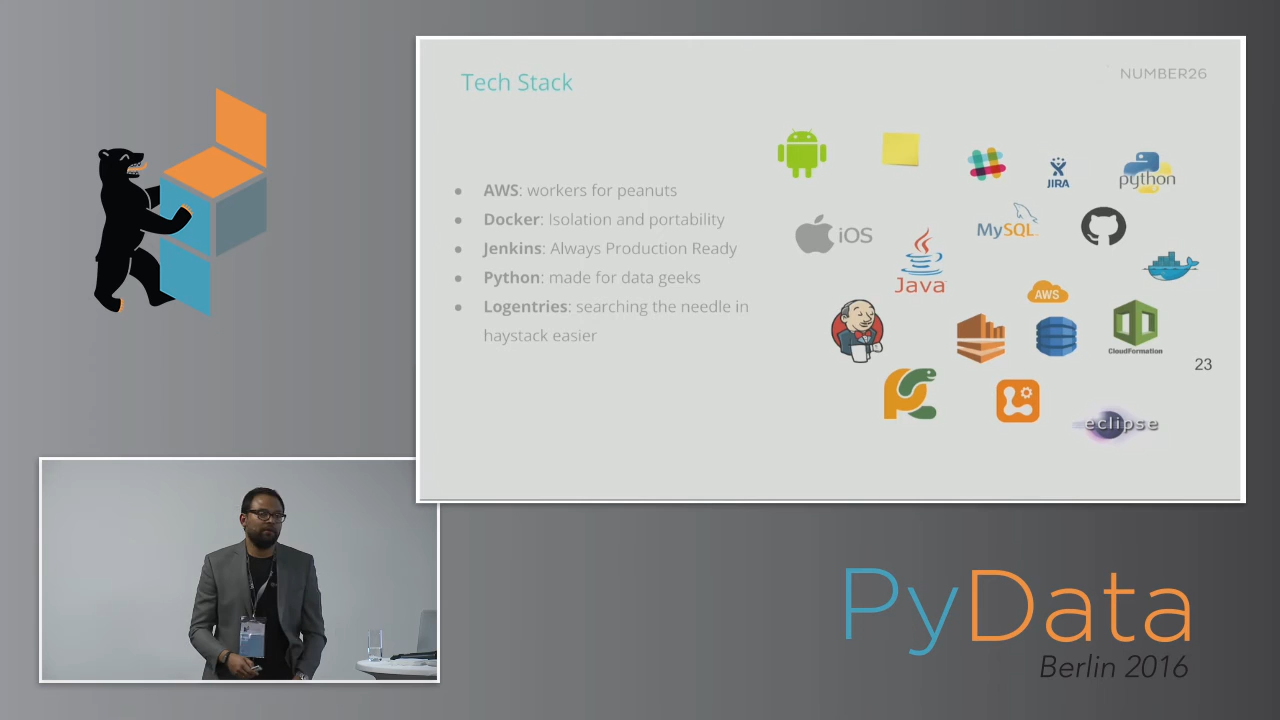 Tech Stack
NUMBER26
• AWS: workers for peanuts
• Docker: Isolation and portability
• Jenkins: Always Production Ready
• Python: made for data geeks
• Logentries: searching the needle in
haystack easier
JIRA
python
iOS
MySQL
Java
AWS
CloudFormation
23
PC
eclipse
PyData
Berlin 2016